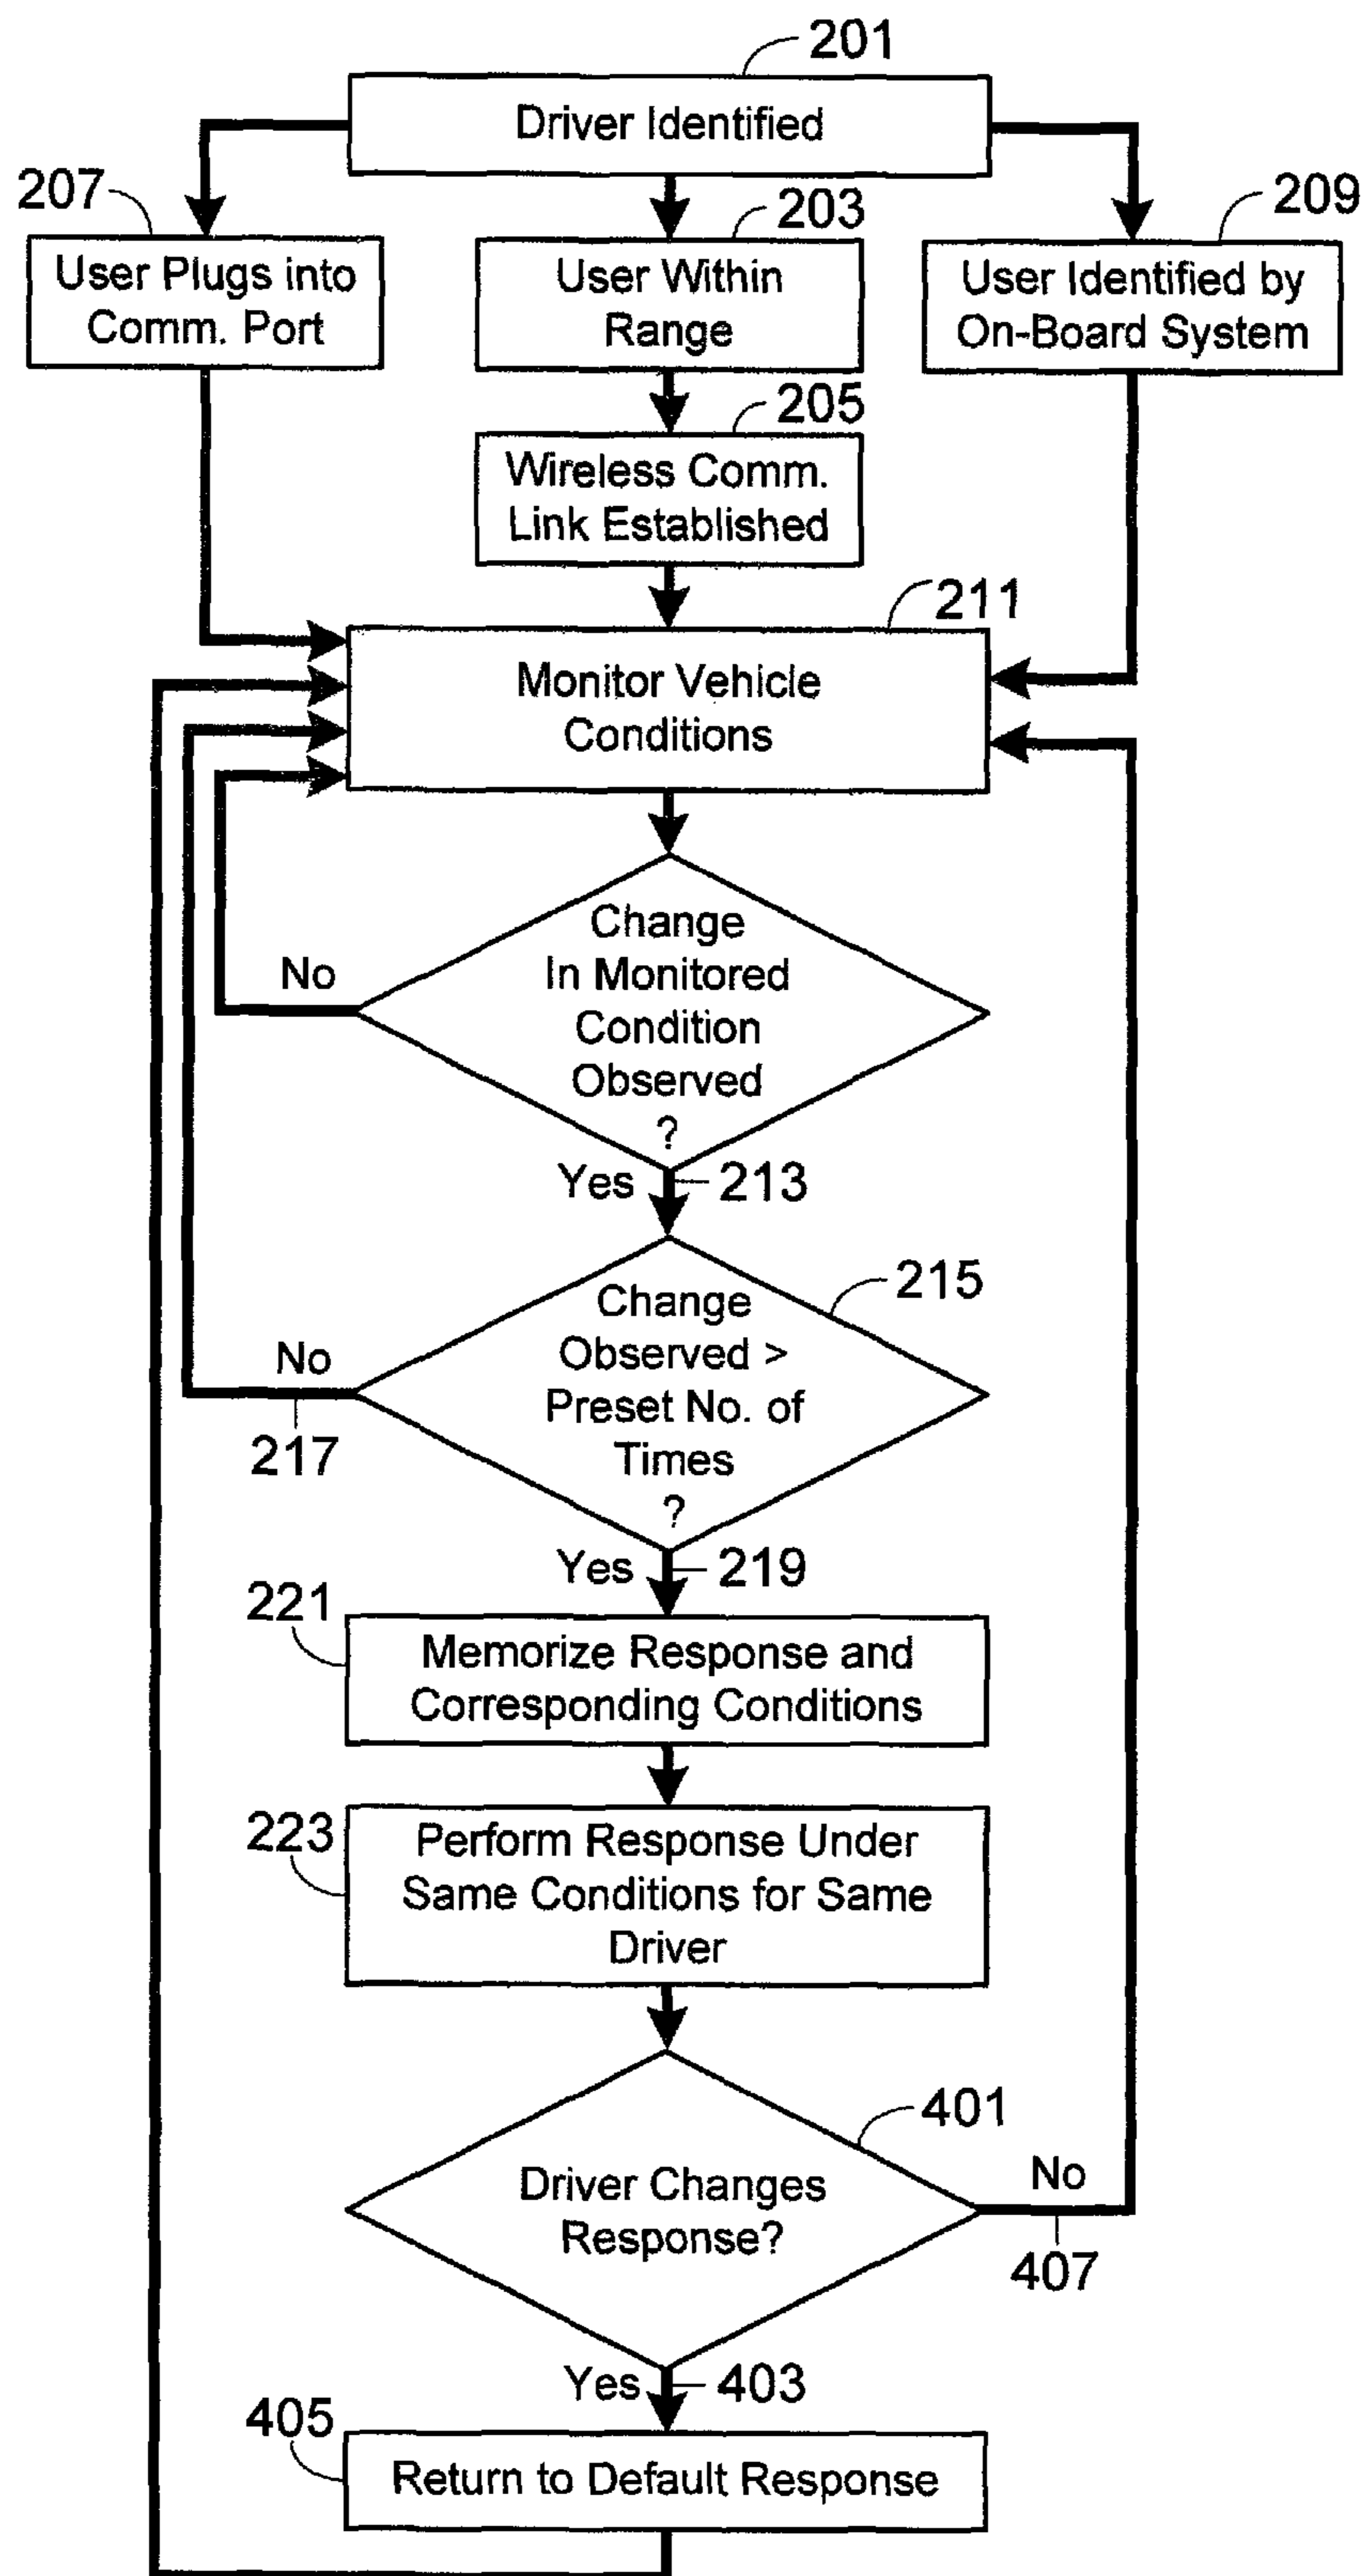 201
Driver Identified
207
203
209
User Plugs into
Comm. Port
User Within
Range
User Identified by
On-Board System
205
Wireless Comm.
Link Established
211
Monitor Vehicle
Conditions
Change
In Monitored
Condition
Observed
?
No
Yes
213
215
Change
Observed >
Preset No. of
Times
?
No
217
Yes
219
221
Memorize Response and
Corresponding Conditions
223
Perform Response Under
Same Conditions for Same
Driver
401
Driver Changes
Response?
No
407
Yes
403
405
Return to Default Response